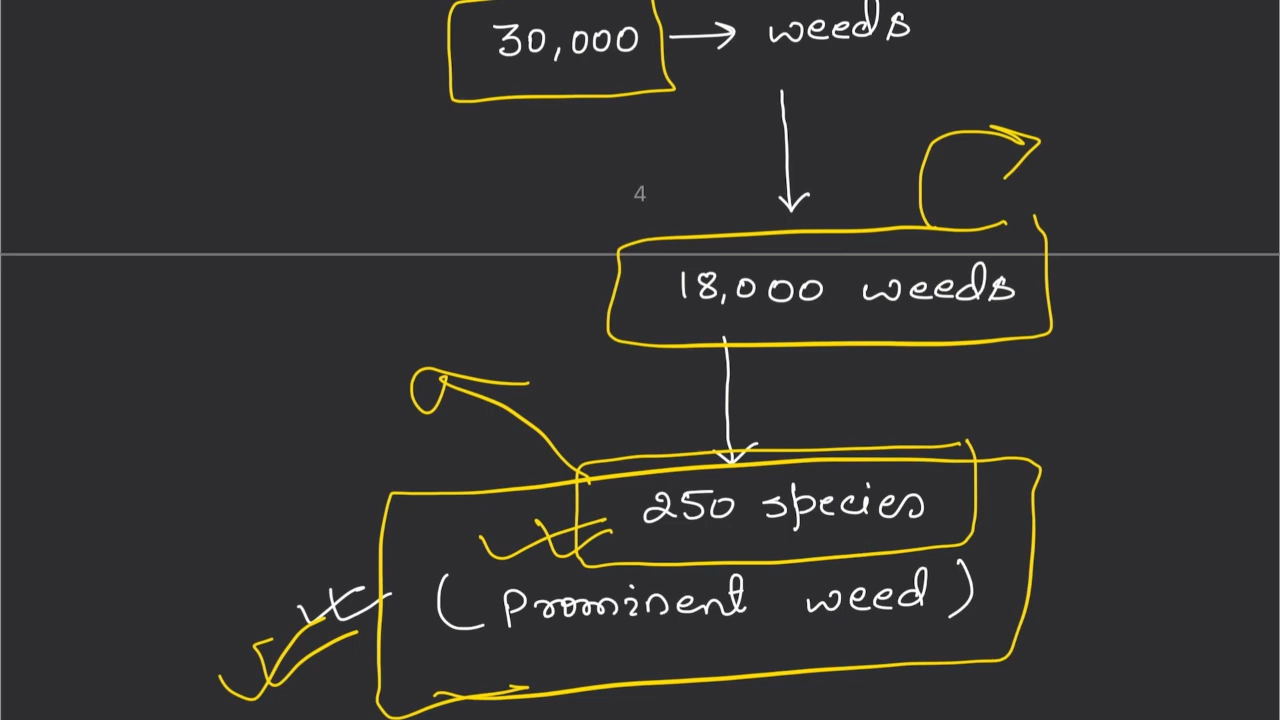 30,000 → weeds
4
18,000 weeds
250 species
(prominent weed)